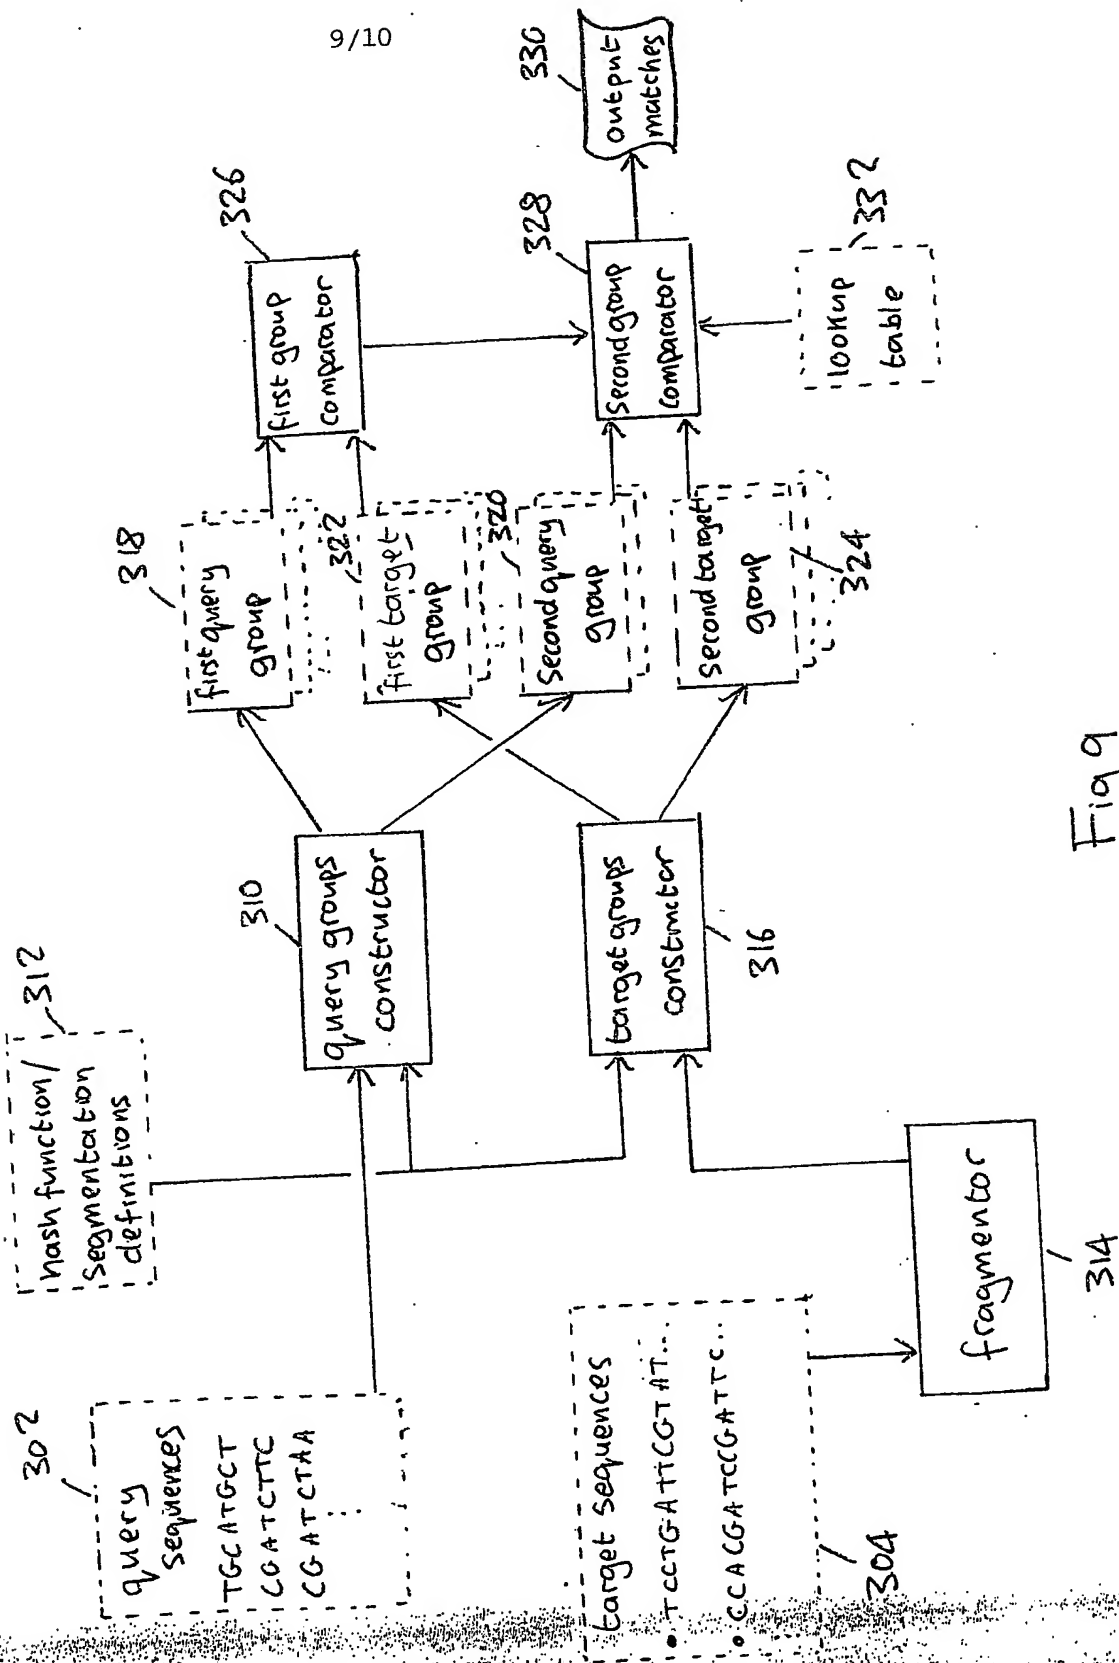 9/10
302
query
sequences
TGCATGCT
CGATCTTC
CGATCTAA
hash function/
segmentation
definitions
312
target sequences
• TCCTGATTCGTAT...
• CCACGATCCGATTC..
304
fragmentor
314
310
query groups
constructor
target groups
constructor
316
318
first query
group
322
first target
group
320
second query
group
second target
group
324
326
first group
comparator
328
second group
comparator
lookup
table
332
330
output
matches
Fig 9